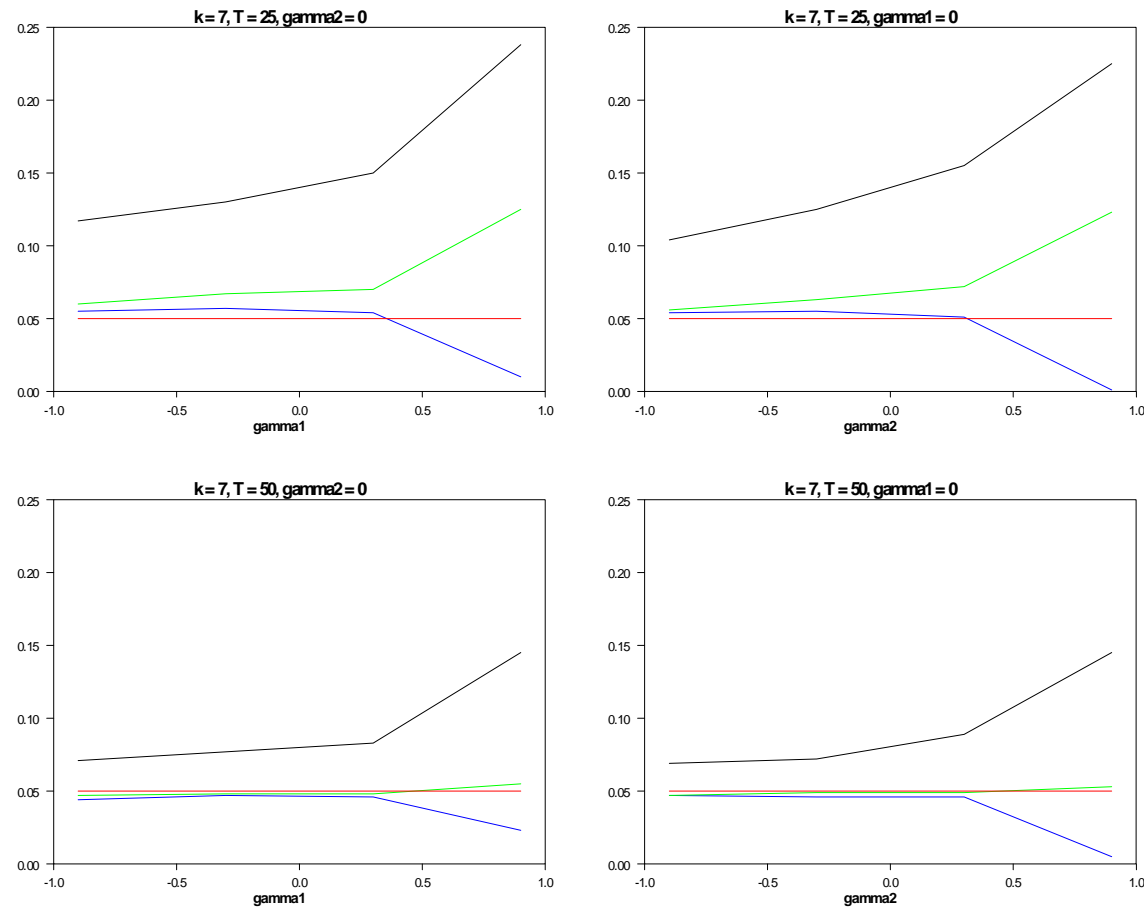 k = 7, T = 25, gamma2 = 0
0.25
0.20
0.15
0.10
0.05
0.00
-1.0 -0.5 0.0 0.5 1.0
gamma1
k = 7, T = 25, gamma1 = 0
0.25
0.20
0.15
0.10
0.05
0.00
-1.0 -0.5 0.0 0.5 1.0
gamma2
k = 7, T = 50, gamma2 = 0
0.25
0.20
0.15
0.10
0.05
0.00
-1.0 -0.5 0.0 0.5 1.0
gamma1
k = 7, T = 50, gamma1 = 0
0.25
0.20
0.15
0.10
0.05
0.00
-1.0 -0.5 0.0 0.5 1.0
gamma2